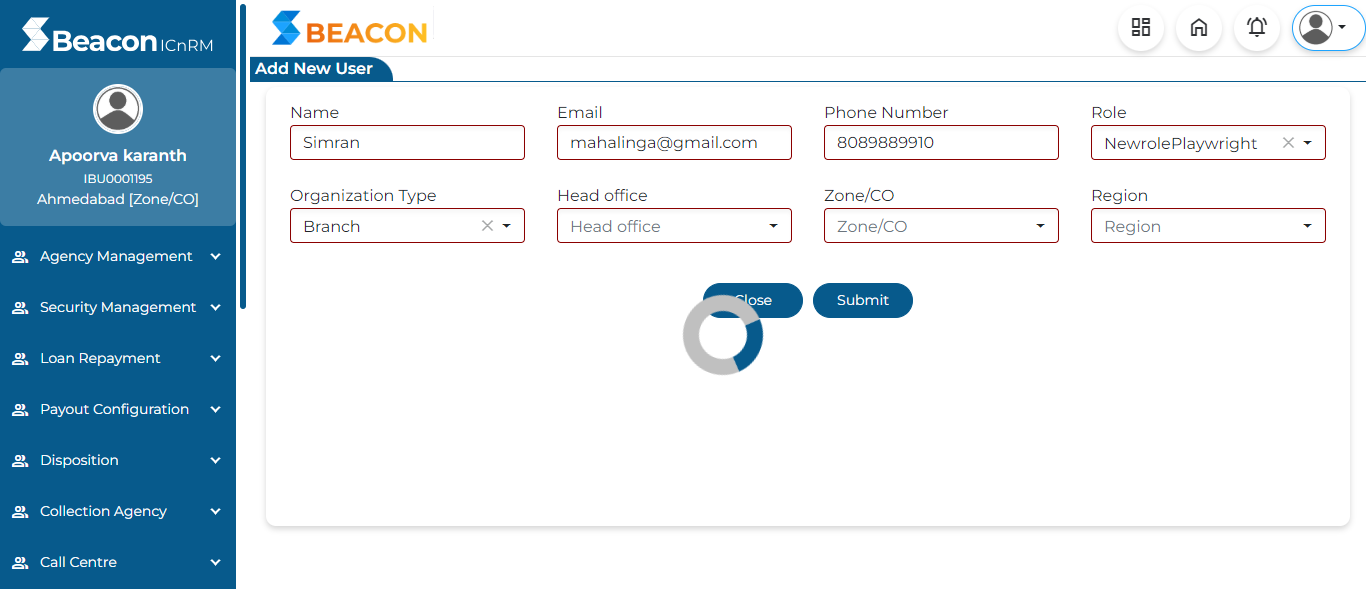 Beacon ICnRM
BEACON
Add New User
Apoorva karanth
IBU0001195
Ahmedabad [Zone/CO]
Agency Management
Security Management
Loan Repayment
Payout Configuration
Disposition
Collection Agency
Call Centre
Name
Email
Phone Number
Role
Simran
mahalinga@gmail.com
8089889910
NewrolePlaywright
Organization Type
Head office
Zone/CO
Region
Branch
Head office
Zone/CO
Region
Close
Submit